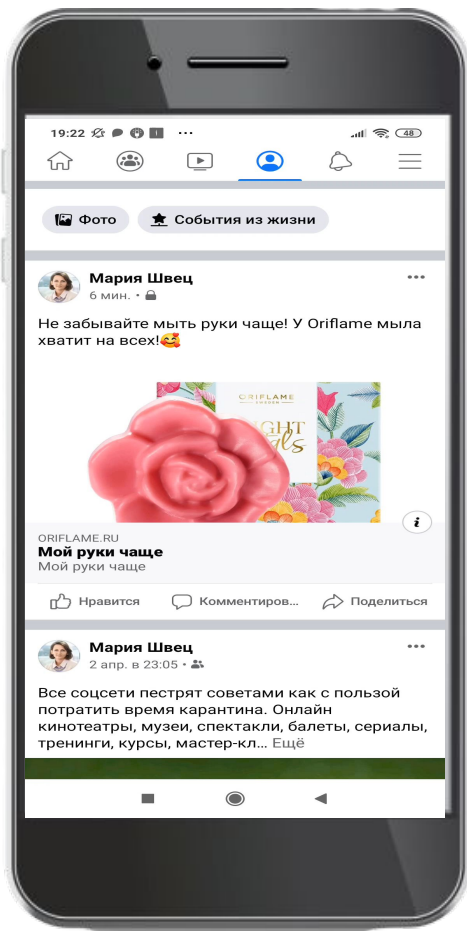 19:22
48
Фото
События из жизни
Мария Швец
6 мин.
Не забывайте мыть руки чаще! У Oriflame мыла
хватит на всех!🥰
ORIFLAME
SWEDEN
ORIFLAME.RU
Мой руки чаще
Мой руки чаще
Нравится
Комментиров...
Поделиться
Мария Швец
2 апр. в 23:05
Все соцсети пестрят советами как с пользой
потратить время карантина. Онлайн
кинотеатры, музеи, спектакли, балеты, сериалы,
тренинги, курсы, мастер-кл... Ещё